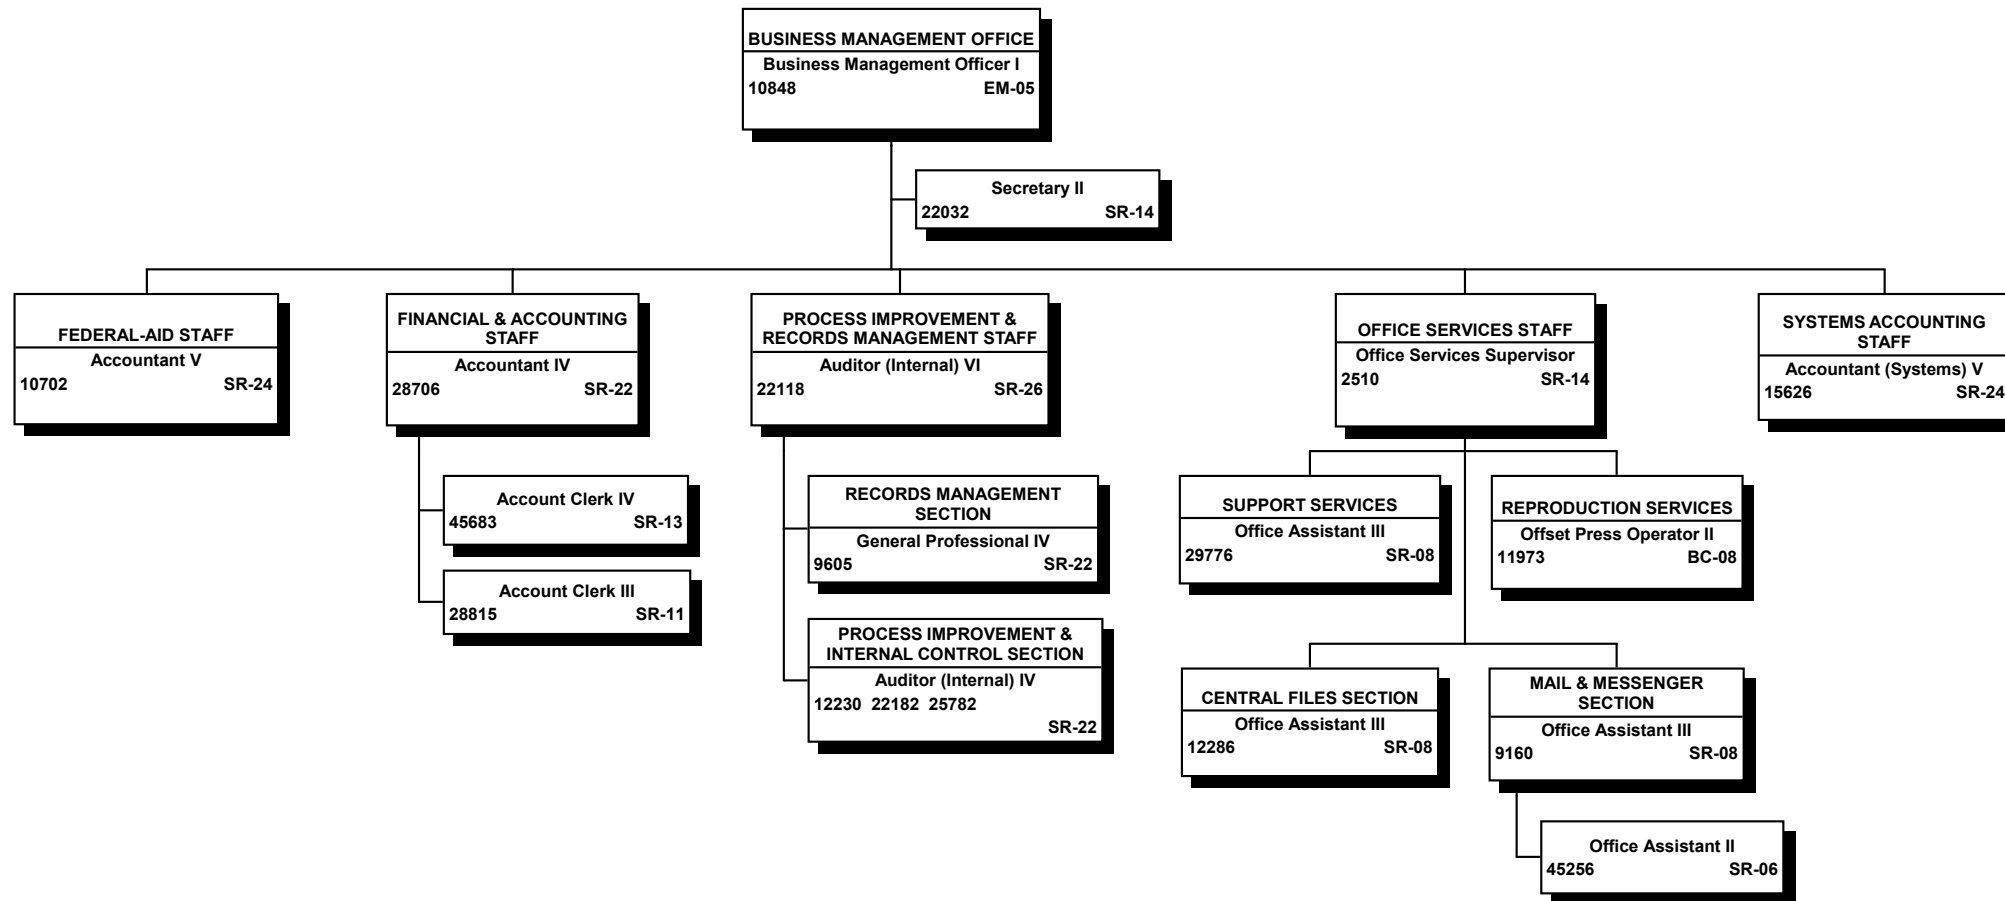 BUSINESS MANAGEMENT OFFICE
Business Management Officer I
10848 EM-05
Secretary II
22032 SR-14
FEDERAL-AID STAFF
Accountant V
10702 SR-24
FINANCIAL & ACCOUNTING
STAFF
Accountant IV
28706 SR-22
Account Clerk IV
45683 SR-13
Account Clerk III
28815 SR-11
PROCESS IMPROVEMENT &
RECORDS MANAGEMENT STAFF
Auditor (Internal) VI
22118 SR-26
RECORDS MANAGEMENT
SECTION
General Professional IV
9605 SR-22
PROCESS IMPROVEMENT &
INTERNAL CONTROL SECTION
Auditor (Internal) IV
12230 22182 25782
SR-22
OFFICE SERVICES STAFF
Office Services Supervisor
2510 SR-14
SUPPORT SERVICES
Office Assistant III
29776 SR-08
REPRODUCTION SERVICES
Offset Press Operator II
11973 BC-08
CENTRAL FILES SECTION
Office Assistant III
12286 SR-08
MAIL & MESSENGER
SECTION
Office Assistant III
9160 SR-08
Office Assistant II
45256 SR-06
SYSTEMS ACCOUNTING
STAFF
Accountant (Systems) V
15626 SR-24